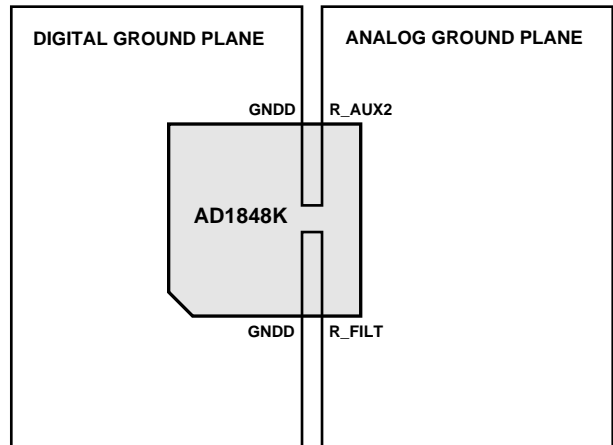 DIGITAL GROUND PLANE
ANALOG GROUND PLANE
GNDD
R_AUX2
AD1848K
GNDD
R_FILT